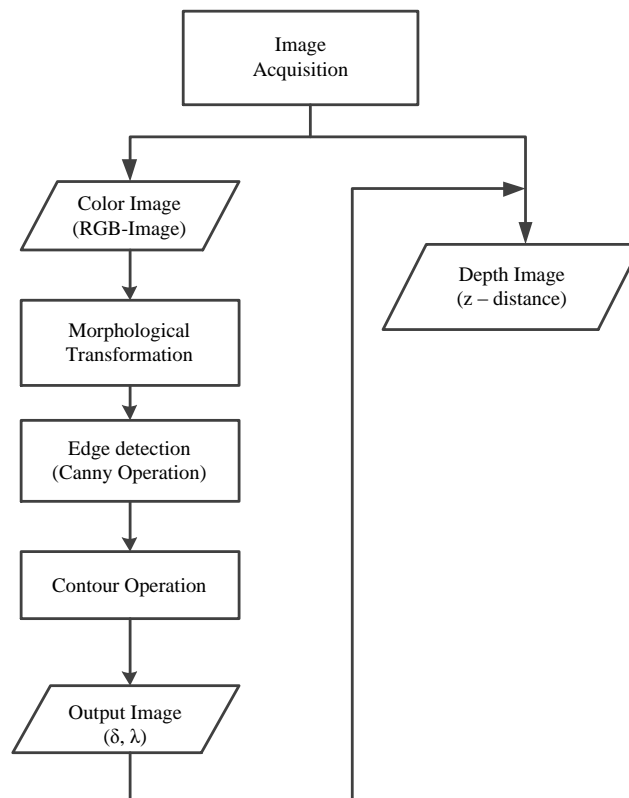 Image
Acquisition
Color Image
(RGB-Image)
Depth Image
(z – distance)
Morphological
Transformation
Edge detection
(Canny Operation)
Contour Operation
Output Image
(δ, λ)